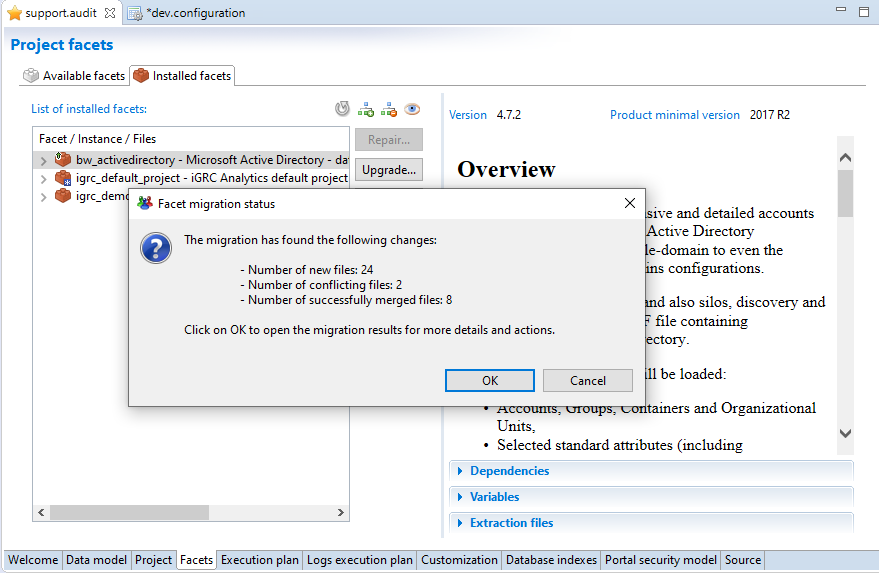 support.audit
*dev.configuration
Project facets
Available facets
Installed facets
List of installed facets:
Facet / Instance / Files
bw_activedirectory - Microsoft Active Directory - da
igrc_default_project - iGRC Analytics default project
igrc_demo
Repair...
Upgrade...
Version 4.7.2
Product minimal version 2017 R2
Overview
sive and detailed accounts
Active Directory
le-domain to even the
ins configurations.
and also silos, discovery and
F file containing
ectory.
ill be loaded:
• Accounts, Groups, Containers and Organizational
Units,
• Selected standard attributes (including
Facet migration status
The migration has found the following changes:
- Number of new files: 24
- Number of conflicting files: 2
- Number of successfully merged files: 8
Click on OK to open the migration results for more details and actions.
OK
Cancel
Dependencies
Variables
Extraction files
Welcome
Data model
Project
Facets
Execution plan
Logs execution plan
Customization
Database indexes
Portal security model
Source